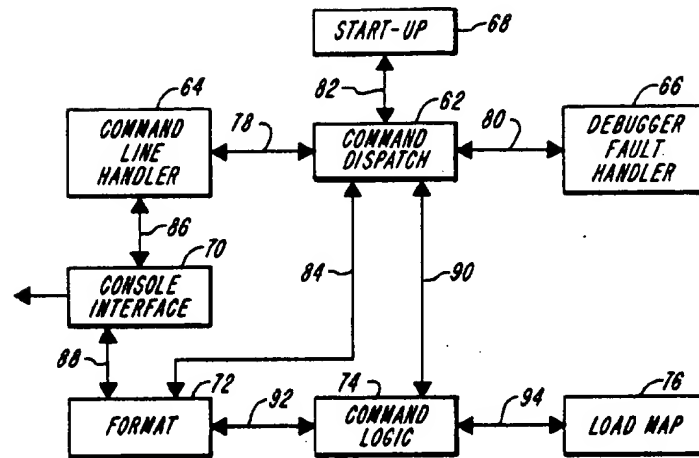 START-UP
68
82
64
COMMAND
LINE
HANDLER
78
62
COMMAND
DISPATCH
80
66
DEBUGGER
FAULT
HANDLER
86
70
CONSOLE
INTERFACE
84
90
88
72
FORMAT
92
74
COMMAND
LOGIC
94
76
LOAD MAP